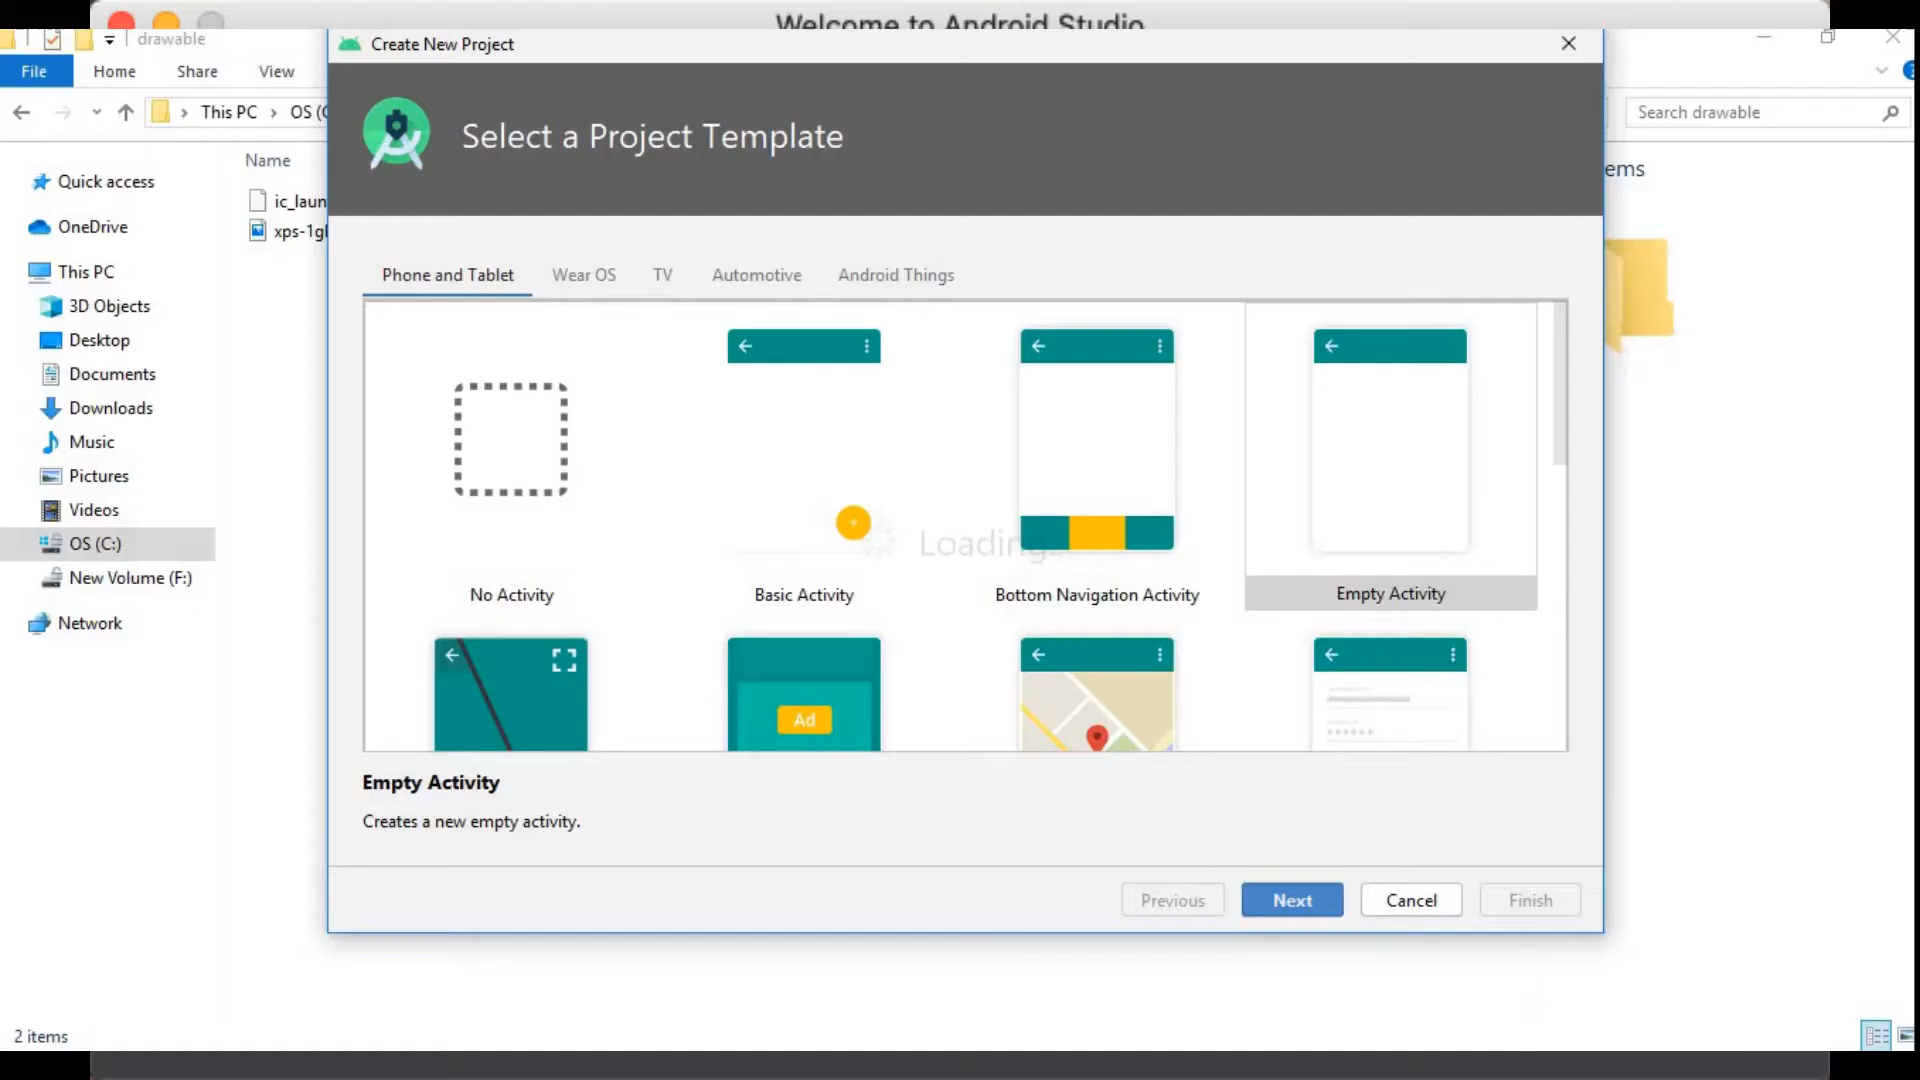 Welcome to Android Studio
drawable
Create New Project
File
Home
Share
View
This PC
OS (
Search drawable
Select a Project Template
Name
ems
Quick access
ic_laun
OneDrive
xps-1g
This PC
Phone and Tablet
Wear OS
TV
Automotive
Android Things
3D Objects
Desktop
Documents
Downloads
Music
Pictures
Videos
OS (C:)
Loading...
New Volume (F:)
No Activity
Basic Activity
Bottom Navigation Activity
Empty Activity
Network
Ad
Empty Activity
Creates a new empty activity.
Previous
Next
Cancel
Finish
2 items